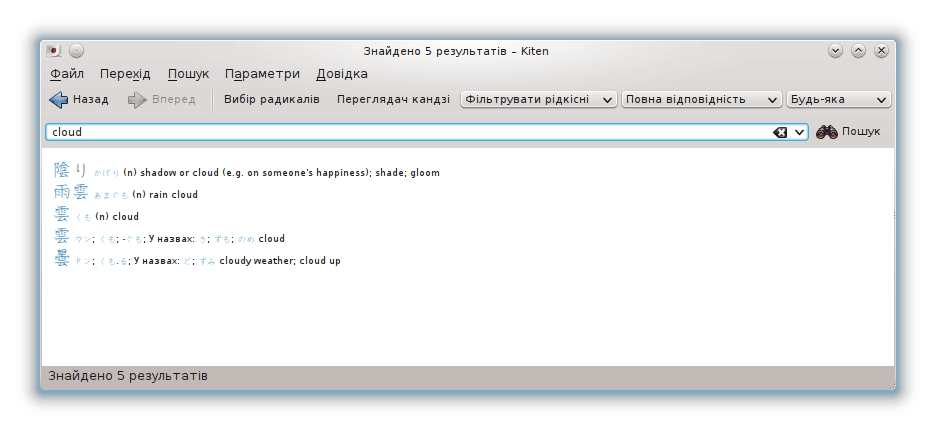 Знайдено 5 результатів – Kiten
Файл Перехід Пошук Параметри Довідка
Назад Вперед Вибір радикалів Переглядач кандзі Фільтрувати рідкісні Повна відповідність Будь-яка
cloud Пошук
陰り かげり (n) shadow or cloud (e.g. on someone's happiness); shade; gloom
雨雲 あまぐも (n) rain cloud
雲 くも (n) cloud
雲 ウン; くも; -ぐも; У назвах: き; ずも; のめ cloud
曇 ドン; くも.る; У назвах: ど; ずみ cloudy weather; cloud up
Знайдено 5 результатів